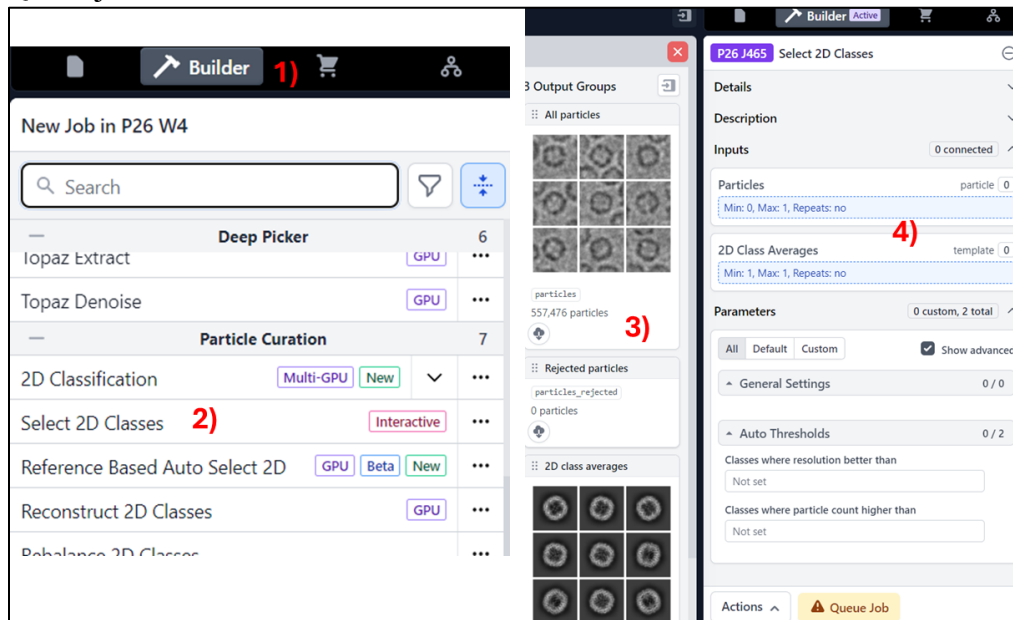 Builder
1)
New Job in P26 W4
Search
Deep Picker 6
Topaz Extract GPU
Topaz Denoise GPU
Particle Curation 7
2D Classification Multi-GPU New
Select 2D Classes 2) Interactive
Reference Based Auto Select 2D GPU Beta New
Reconstruct 2D Classes GPU
Rebalance 2D Classes
3 Output Groups
All particles
particles
557,476 particles
3)
Rejected particles
particles_rejected
0 particles
2D class averages
Builder Active
P26 J465 Select 2D Classes
Details
Description
Inputs 0 connected
Particles particle 0
Min: 0, Max: 1, Repeats: no
4)
2D Class Averages template 0
Min: 1, Max: 1, Repeats: no
Parameters 0 custom, 2 total
All Default Custom Show advanced
General Settings 0 / 0
Auto Thresholds 0 / 2
Classes where resolution better than
Not set
Classes where particle count higher than
Not set
Actions Queue Job